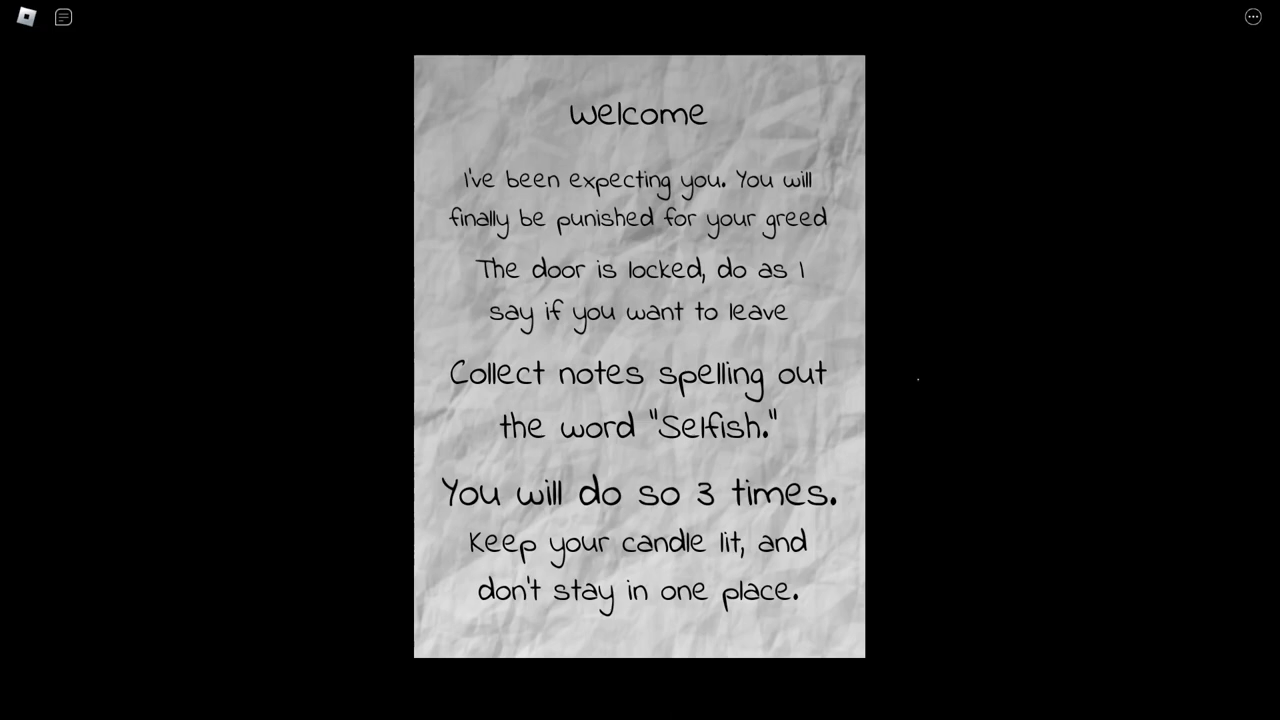 Welcome
I've been expecting you. You will
finally be punished for your greed
The door is locked, do as I
say if you want to leave
Collect notes spelling out
the word "Selfish."
You will do so 3 times.
Keep your candle lit, and
don't stay in one place.